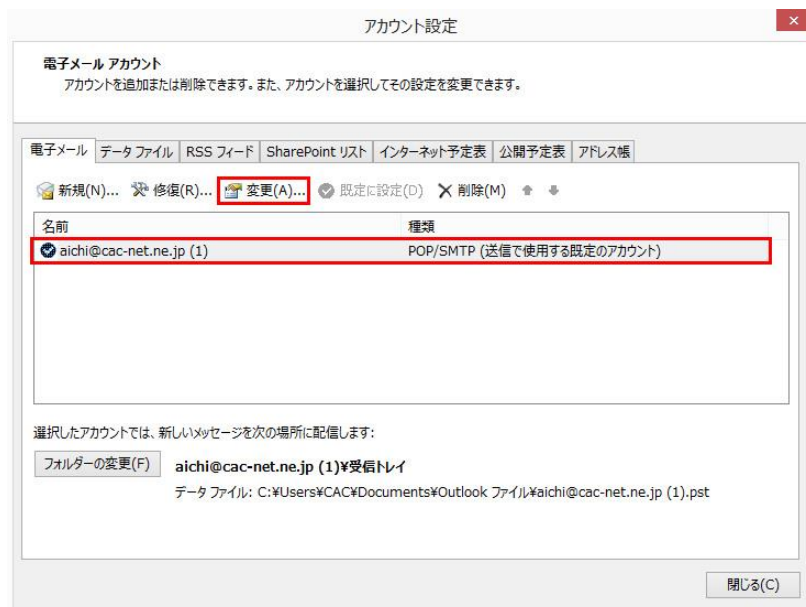 アカウント設定
電子メール アカウント
アカウントを追加または削除できます。また、アカウントを選択してその設定を変更できます。
電子メール データ ファイル RSS フィード SharePoint リスト インターネット予定表 公開予定表 アドレス帳
新規(N)... 修復(R)... 変更(A)... 既定に設定(D) 削除(M)
名前 種類
aichi@cac-net.ne.jp (1) POP/SMTP (送信で使用する既定のアカウント)
選択したアカウントでは、新しいメッセージを次の場所に配信します:
フォルダーの変更(F) aichi@cac-net.ne.jp (1)¥受信トレイ
データ ファイル: C:¥Users¥CAC¥Documents¥Outlook ファイル¥aichi@cac-net.ne.jp (1).pst
閉じる(C)